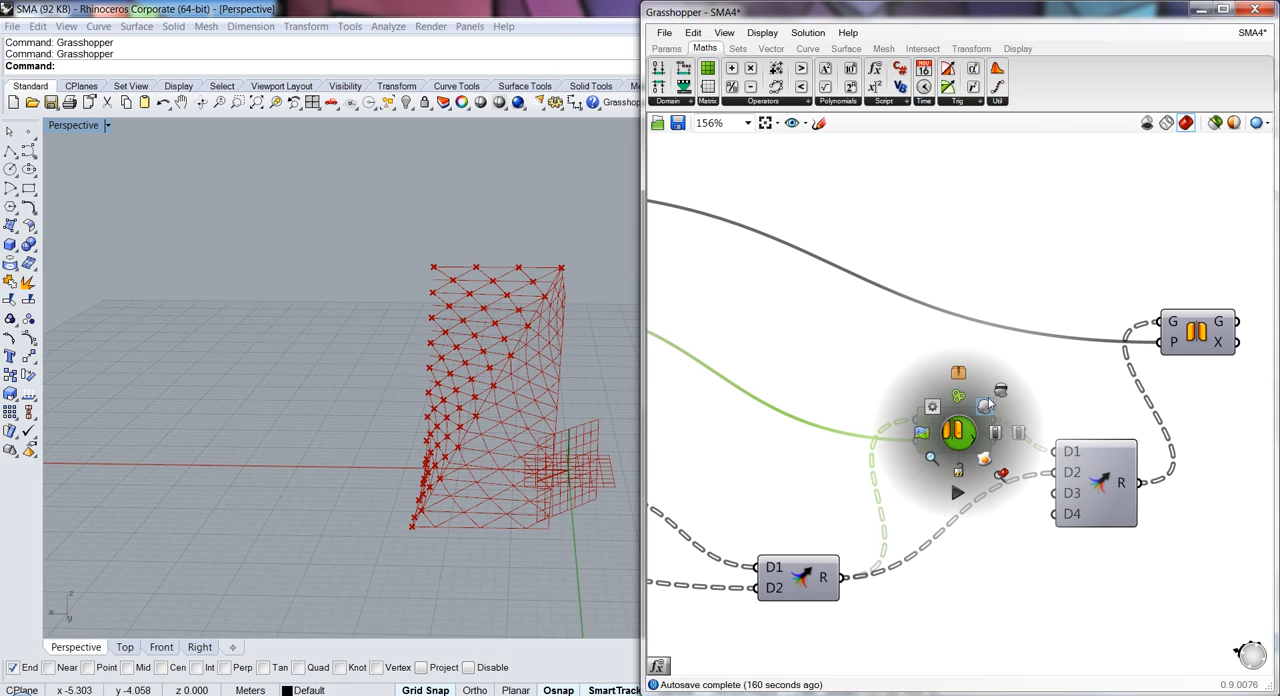 SMA (92 KB) - Rhinoceros Corporate (64-bit) - [Perspective]
File Edit View Curve Surface Solid Mesh Dimension Transform Tools Analyze Render Panels Help
Command: Grasshopper
Command: Grasshopper
Command:
Standard CPlanes Set View Display Select Viewport Layout Visibility Transform Curve Tools Surface Tools Solid Tools Me
Grasshop
Perspective
z
x
y
Perspective Top Front Right
End Near Point Mid Cen Int Perp Tan Quad Knot Vertex Project Disable
CPlane x -5.303 y -4.058 z 0.000 Meters Default Grid Snap Ortho Planar Osnap SmartTrack
Grasshopper - SMA4*
File Edit View Display Solution Help SMA4*
Params Maths Sets Vector Curve Surface Mesh Intersect Transform Display
Domain Matrix Operators Polynomials Script Time Trig Util
156%
G G
P X
D1
D2 R
D3
D4
D1
D2 R
Autosave complete (160 seconds ago) 0.9.0076